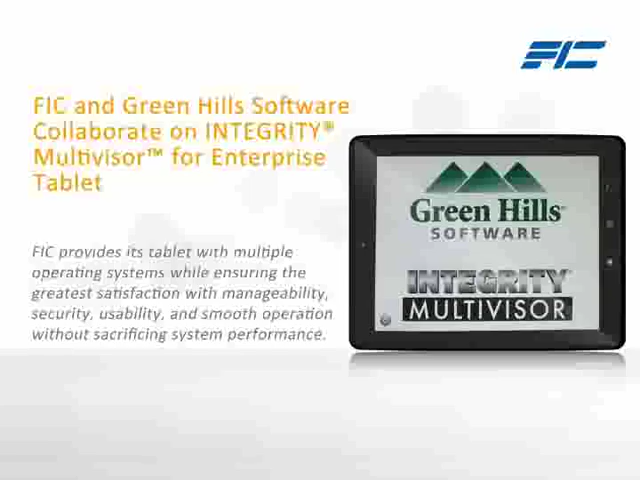 FIC
FIC and Green Hills Software
Collaborate on INTEGRITY®
Multivisor™ for Enterprise
Tablet
FIC provides its tablet with multiple
operating systems while ensuring the
greatest satisfaction with manageability,
security, usability, and smooth operation
without sacrificing system performance.
Green Hills
SOFTWARE
INTEGRITY
MULTIVISOR